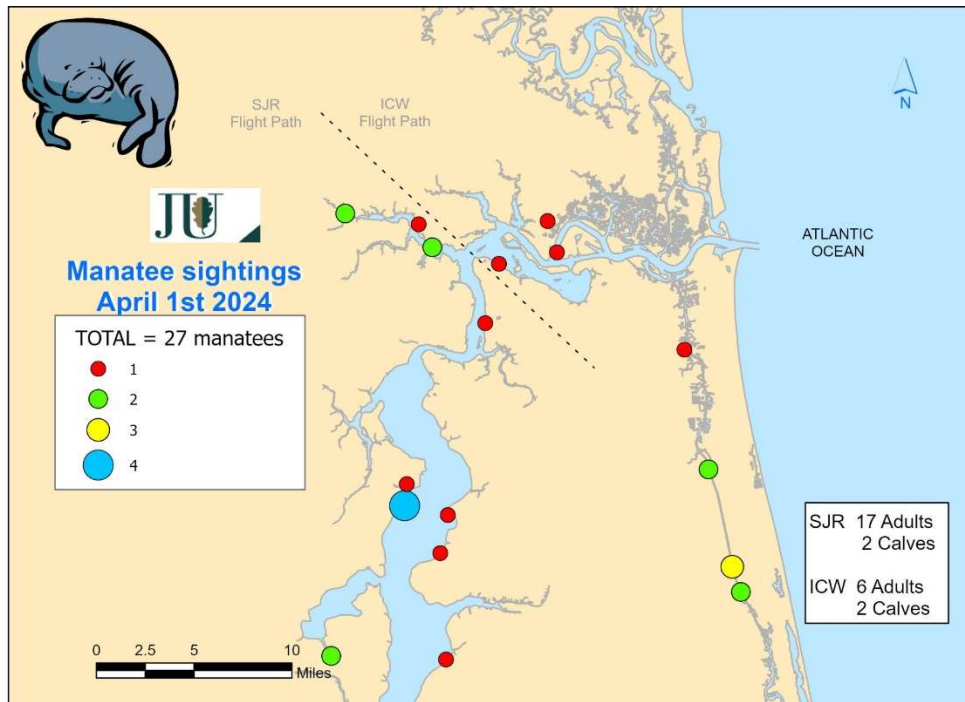 SJR
Flight Path
ICW
Flight Path
N
JU
ATLANTIC
OCEAN
Manatee sightings
April 1st 2024
TOTAL = 27 manatees
1
2
3
4
SJR 17 Adults
2 Calves
ICW 6 Adults
2 Calves
0 2.5 5 10
Miles